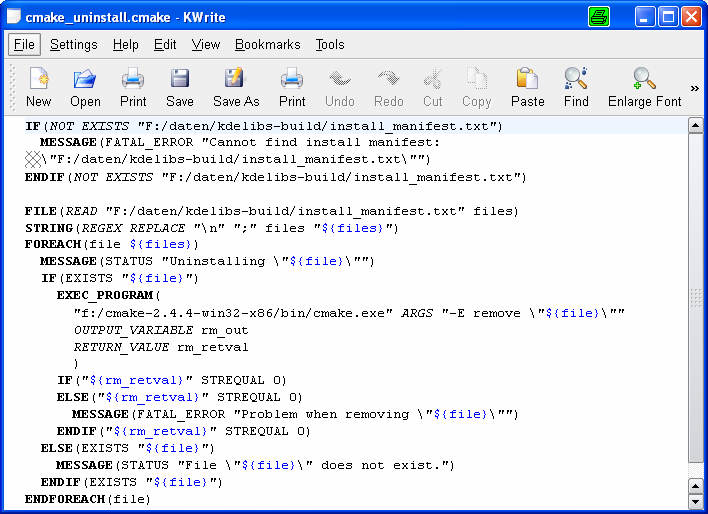 cmake_uninstall.cmake - KWrite
File Settings Help Edit View Bookmarks Tools
New Open Print Save Save As Print Undo Redo Cut Copy Paste Find Enlarge Font »
IF(NOT EXISTS "F:/daten/kdelibs-build/install_manifest.txt")
MESSAGE(FATAL_ERROR "Cannot find install manifest:
\"F:/daten/kdelibs-build/install_manifest.txt\"")
ENDIF(NOT EXISTS "F:/daten/kdelibs-build/install_manifest.txt")
FILE(READ "F:/daten/kdelibs-build/install_manifest.txt" files)
STRING(REGEX REPLACE "\n" ";" files "${files}")
FOREACH(file ${files})
MESSAGE(STATUS "Uninstalling \"${file}\"")
IF(EXISTS "${file}")
EXEC_PROGRAM(
"f:/cmake-2.4.4-win32-x86/bin/cmake.exe" ARGS "-E remove \"${file}\""
OUTPUT_VARIABLE rm_out
RETURN_VALUE rm_retval
)
IF("${rm_retval}" STREQUAL 0)
ELSE("${rm_retval}" STREQUAL 0)
MESSAGE(FATAL_ERROR "Problem when removing \"${file}\"")
ENDIF("${rm_retval}" STREQUAL 0)
ELSE(EXISTS "${file}")
MESSAGE(STATUS "File \"${file}\" does not exist.")
ENDIF(EXISTS "${file}")
ENDFOREACH(file)